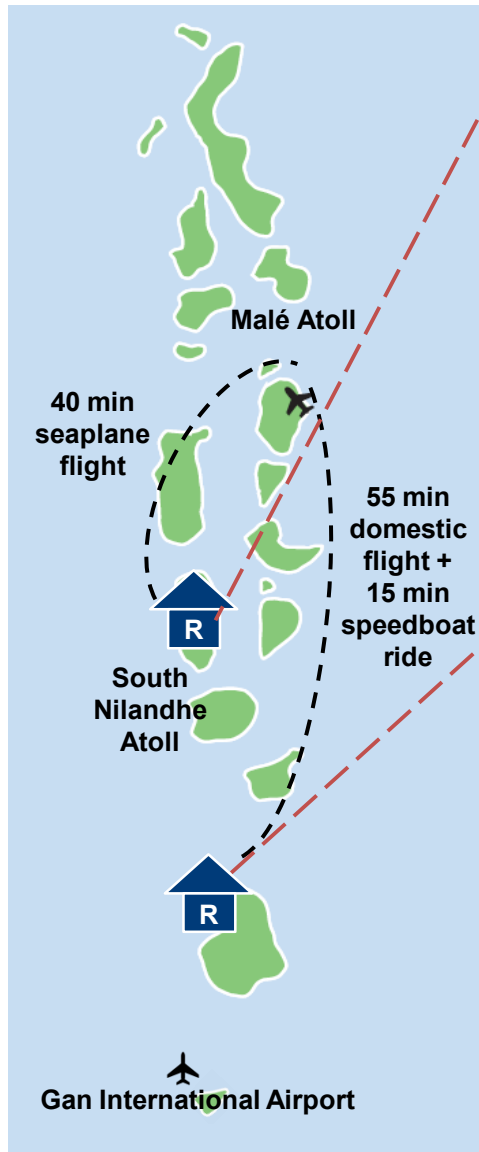 Malé Atoll
40 min
seaplane
flight
55 min
domestic
flight +
15 min
speedboat
ride
R
South
Nilandhe
Atoll
R
Gan International Airport